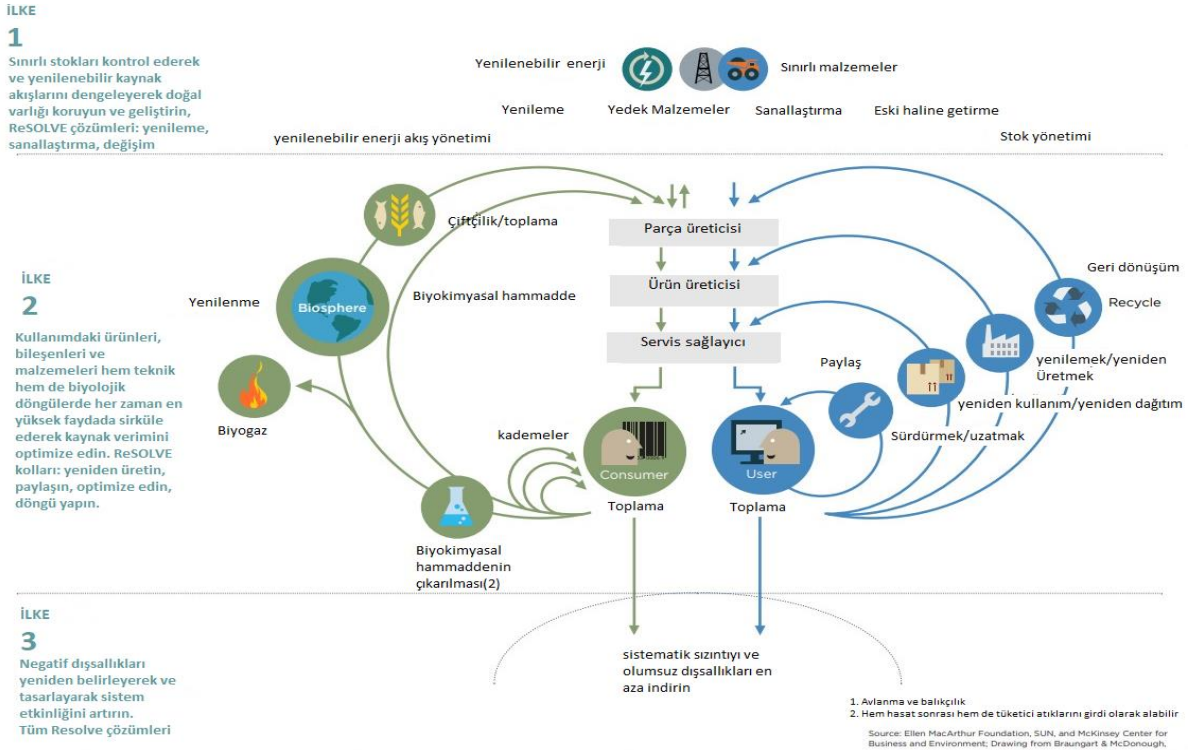 İLKE
1
Sınırlı stokları kontrol ederek
ve yenilenebilir kaynak
akışlarını dengeleyerek doğal
varlığı koruyun ve geliştirin,
ReSOLVE çözümleri: yenileme,
sanallaştırma, değişim
Yenilenebilir enerji
Sınırlı malzemeler
Yenileme
Yedek Malzemeler
Sanallaştırma
Eski haline getirme
yenilenebilir enerji akış yönetimi
Stok yönetimi
İLKE
2
Kullanımdaki ürünleri,
bileşenleri ve
malzemeleri hem teknik
hem de biyolojik
döngülerde her zaman en
yüksek faydada sirküle
ederek kaynak verimini
optimize edin. ReSOLVE
kolları: yeniden üretin,
paylaşın, optimize edin,
döngü yapın.
Çiftçilik/toplama
Yenilenme
Biosphere
Biyokimyasal hammadde
Biyogaz
kademeler
Biyokimyasal
hammaddenin
çıkarılması(2)
Parça üreticisi
Ürün üreticisi
Servis sağlayıcı
Consumer
User
Toplama
Toplama
Paylaş
Geri dönüşüm
Recycle
yenilemek/yeniden
Üretmek
yeniden kullanım/yeniden dağıtım
Sürdürmek/uzatmak
İLKE
3
Negatif dışsallıkları
yeniden belirleyerek ve
tasarlayarak sistem
etkinliğini artırın.
Tüm Resolve çözümleri
sistematik sızıntıyı ve
olumsuz dışsallıkları en
aza indirin
1. Avlanma ve balıkçılık
2. Hem hasat sonrası hem de tüketici atıklarını girdi olarak alabilir
Source: Ellen MacArthur Foundation, SUN, and McKinsey Center for
Business and Environment; Drawing from Braungart & McDonough,